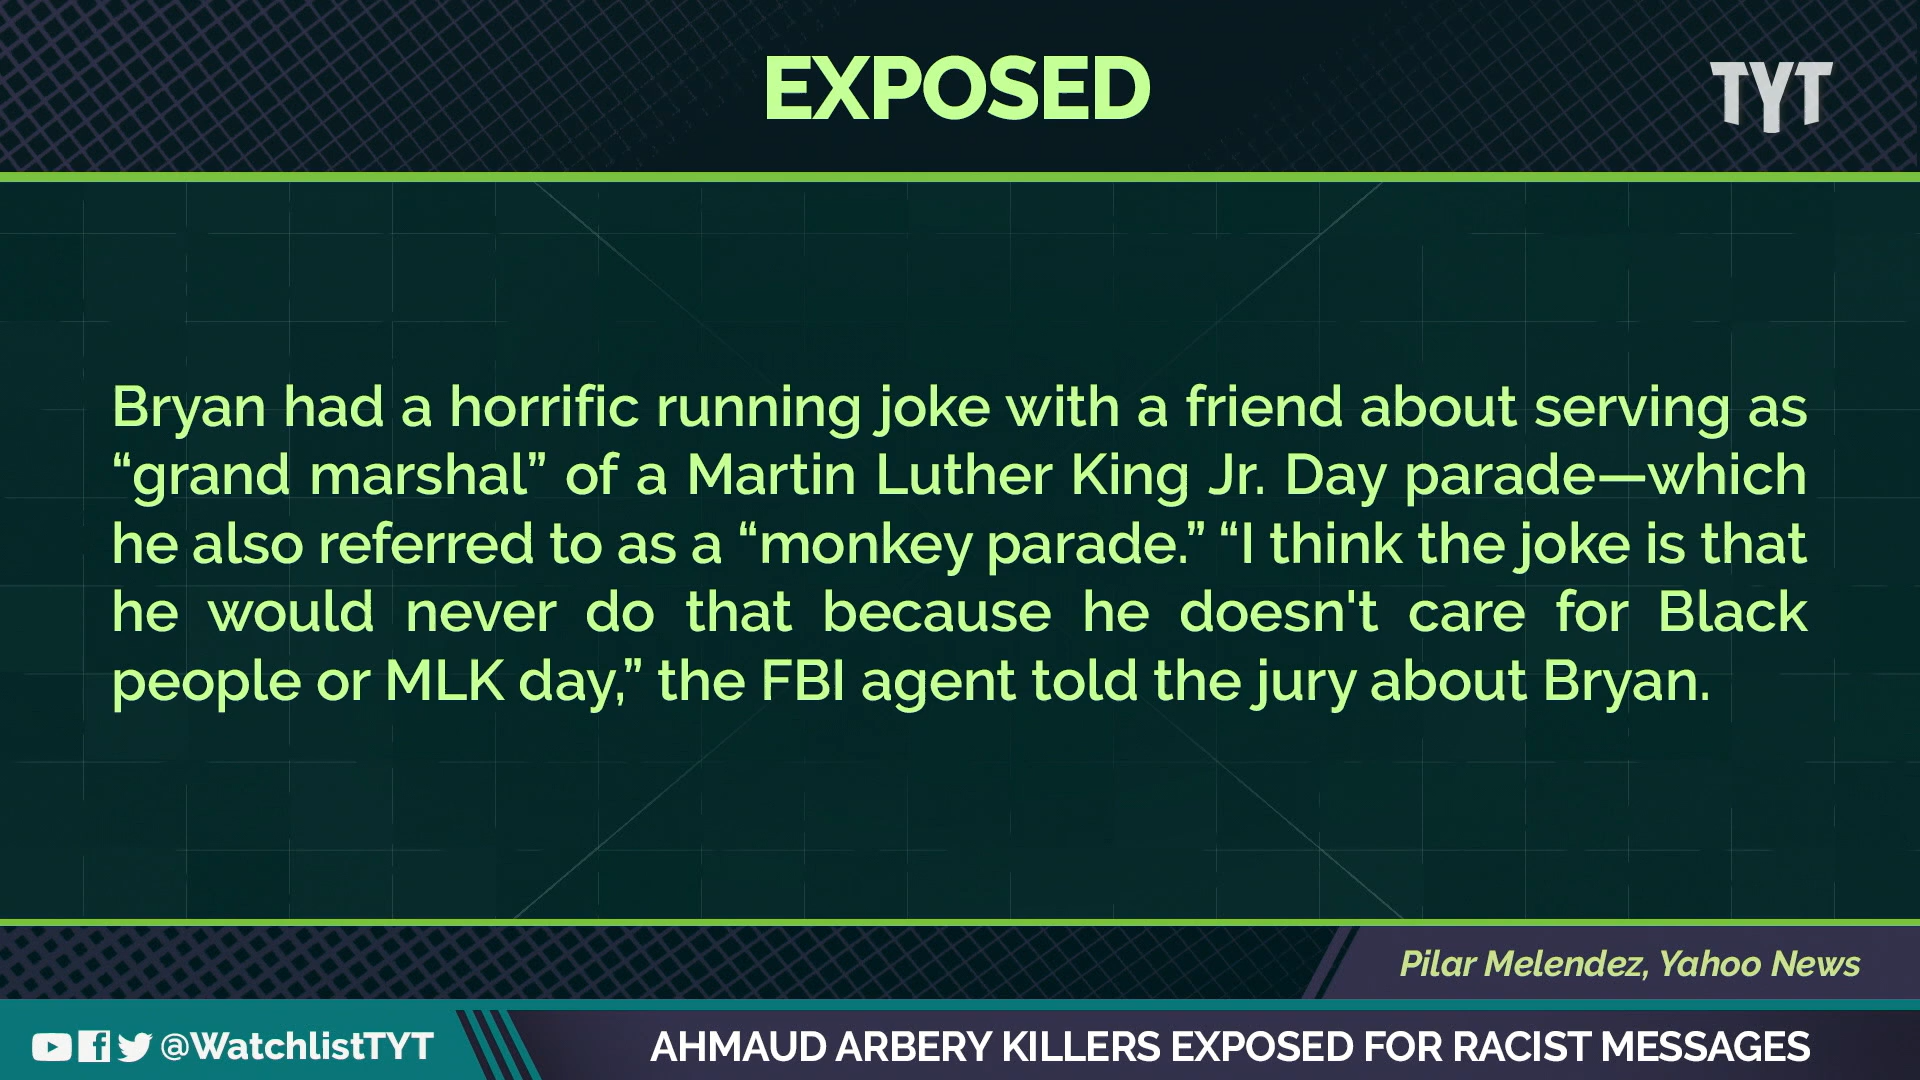 EXPOSED
TYT
Bryan had a horrific running joke with a friend about serving as
“grand marshal” of a Martin Luther King Jr. Day parade—which
he also referred to as a “monkey parade.” “I think the joke is that
he would never do that because he doesn't care for Black
people or MLK day,” the FBI agent told the jury about Bryan.
Pilar Melendez, Yahoo News
@WatchlistTYT
AHMAUD ARBERY KILLERS EXPOSED FOR RACIST MESSAGES